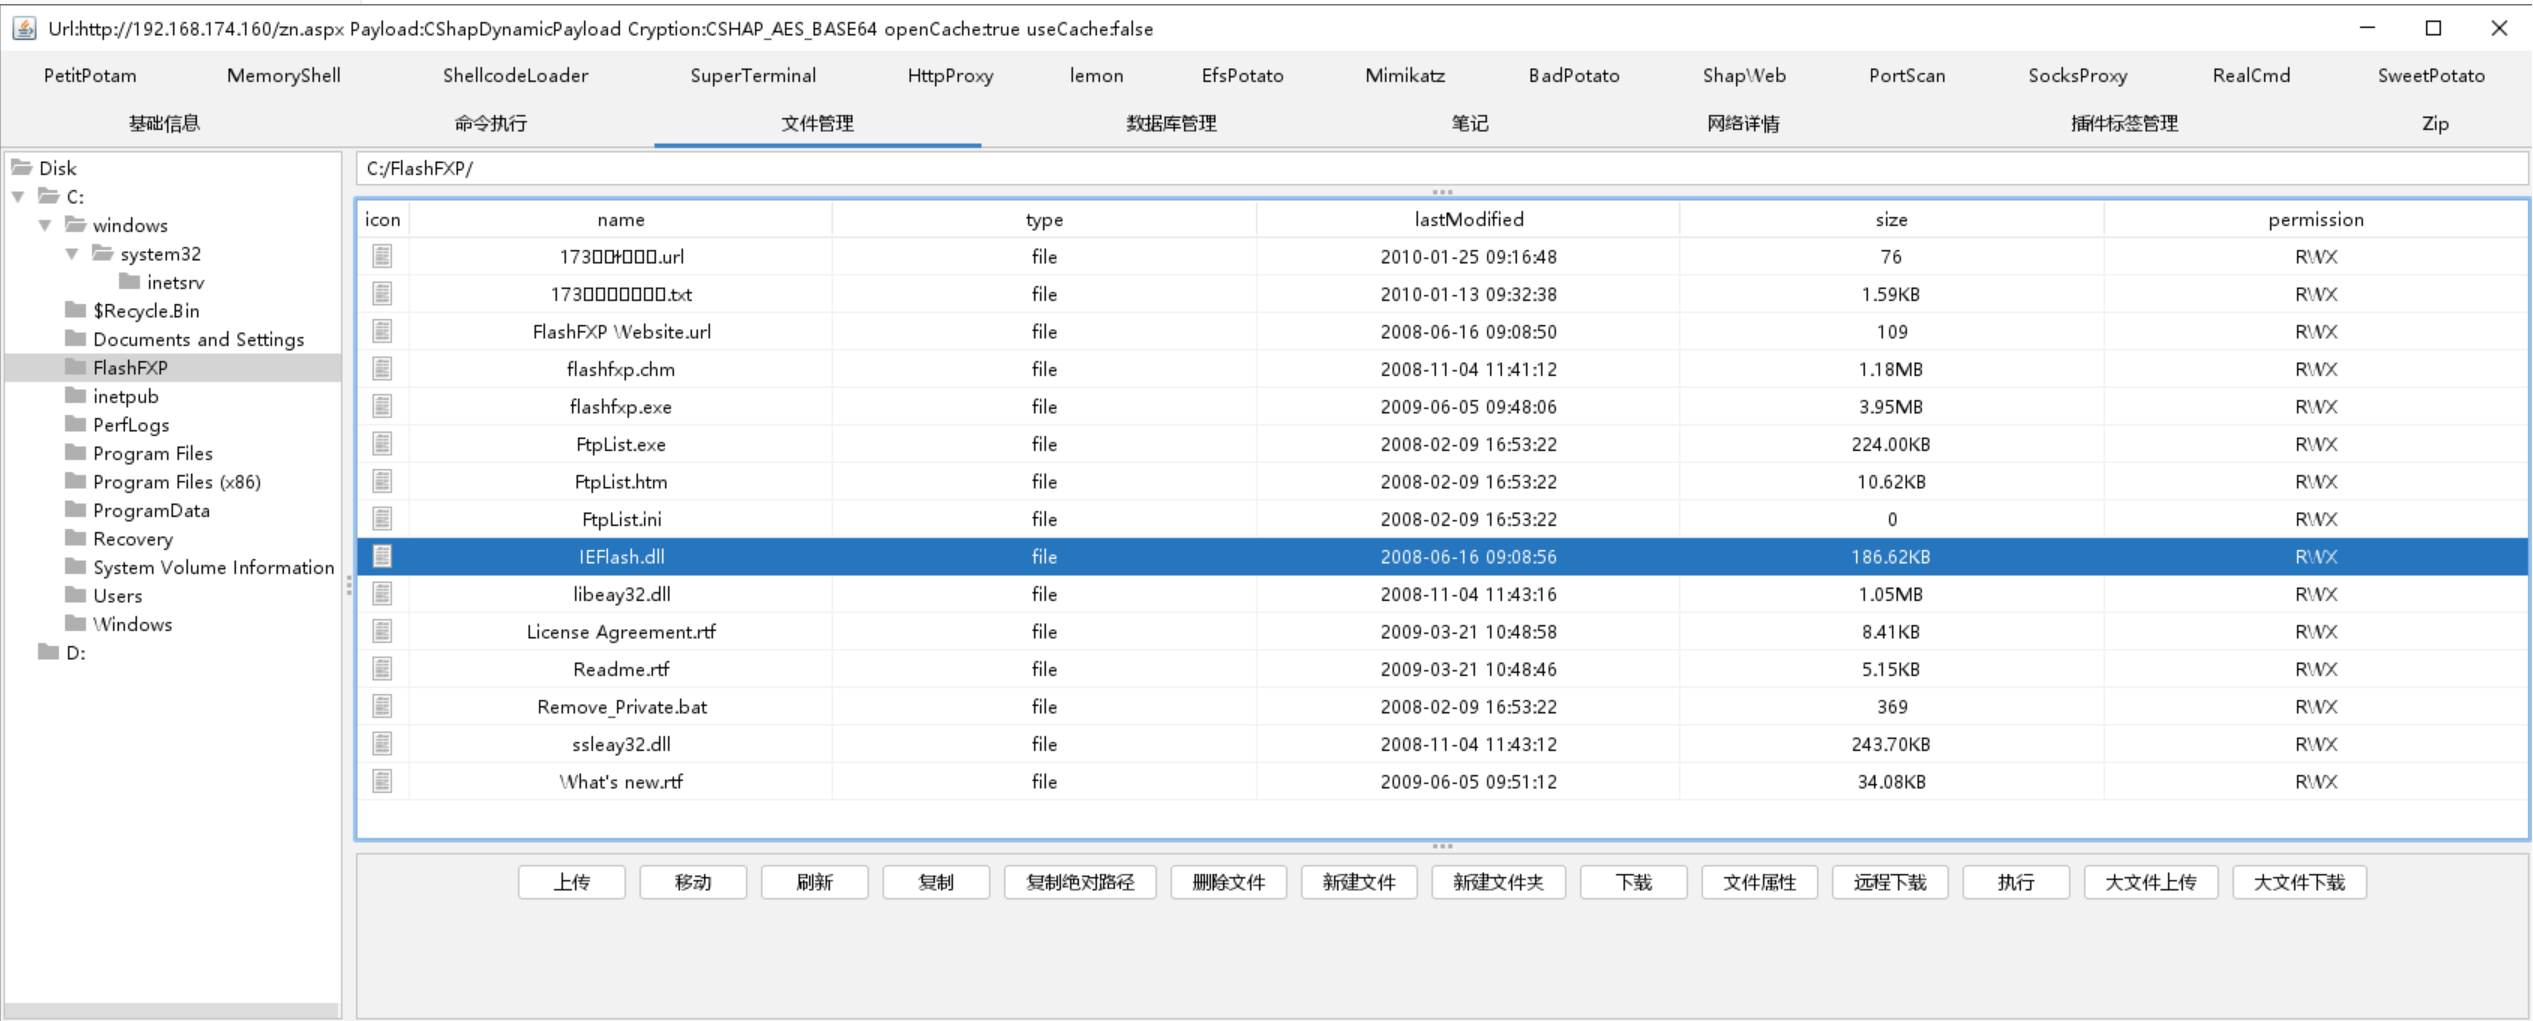 Url:http://192.168.174.160/zn.aspx Payload:CShapDynamicPayload Cryption:CSHAP_AES_BASE64 openCache:true useCache:false
PetitPotam MemoryShell ShellcodeLoader SuperTerminal HttpProxy lemon EfsPotato Mimikatz BadPotato ShapWeb PortScan SocksProxy RealCmd SweetPotato
基础信息 命令执行 文件管理 数据库管理 笔记 网络详情 插件标签管理 Zip
Disk
C:
windows
system32
inetsrv
$Recycle.Bin
Documents and Settings
FlashFXP
inetpub
PerfLogs
Program Files
Program Files (x86)
ProgramData
Recovery
System Volume Information
Users
Windows
D:
C:/FlashFXP/
icon name type lastModified size permission
173□□ł□□□.url file 2010-01-25 09:16:48 76 RWX
173□□□□□□□.txt file 2010-01-13 09:32:38 1.59KB RWX
FlashFXP Website.url file 2008-06-16 09:08:50 109 RWX
flashfxp.chm file 2008-11-04 11:41:12 1.18MB RWX
flashfxp.exe file 2009-06-05 09:48:06 3.95MB RWX
FtpList.exe file 2008-02-09 16:53:22 224.00KB RWX
FtpList.htm file 2008-02-09 16:53:22 10.62KB RWX
FtpList.ini file 2008-02-09 16:53:22 0 RWX
IEFlash.dll file 2008-06-16 09:08:56 186.62KB RWX
libeay32.dll file 2008-11-04 11:43:16 1.05MB RWX
License Agreement.rtf file 2009-03-21 10:48:58 8.41KB RWX
Readme.rtf file 2009-03-21 10:48:46 5.15KB RWX
Remove_Private.bat file 2008-02-09 16:53:22 369 RWX
ssleay32.dll file 2008-11-04 11:43:12 243.70KB RWX
What's new.rtf file 2009-06-05 09:51:12 34.08KB RWX
上传 移动 刷新 复制 复制绝对路径 删除文件 新建文件 新建文件夹 下载 文件属性 远程下载 执行 大文件上传 大文件下载